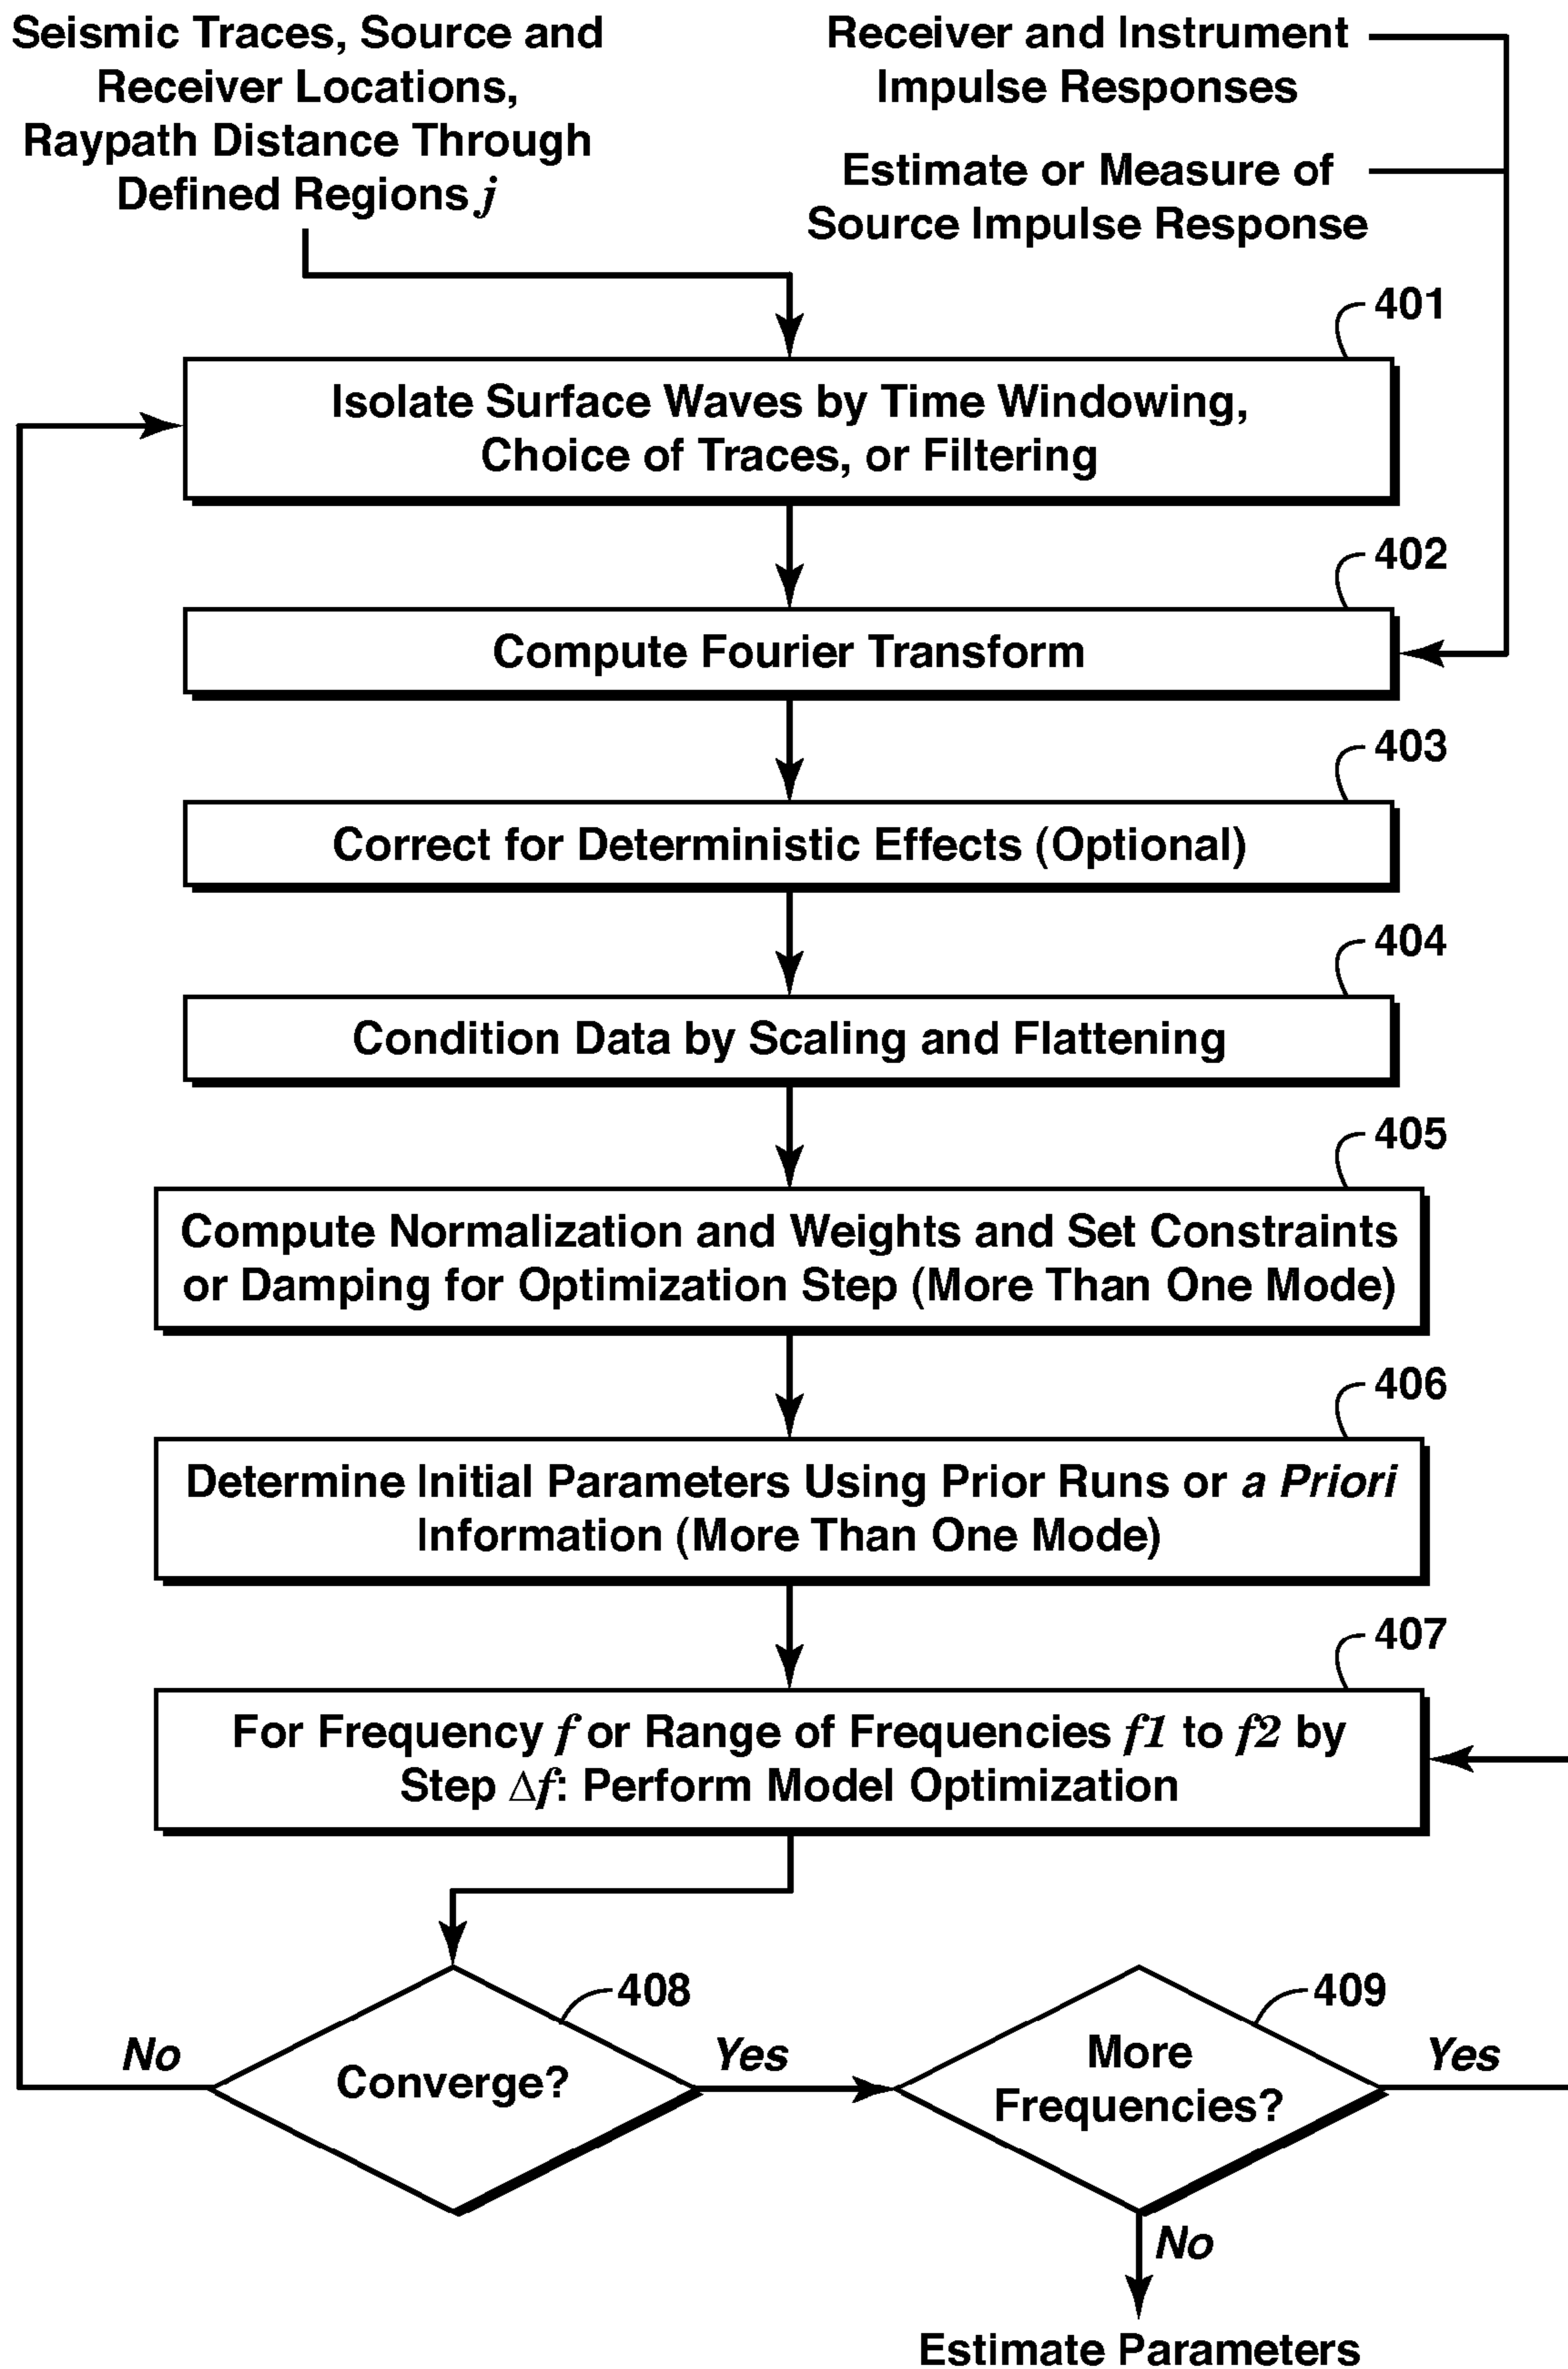 Seismic Traces, Source and
Receiver Locations,
Raypath Distance Through
Defined Regions j
Receiver and Instrument
Impulse Responses
Estimate or Measure of
Source Impulse Response
401
Isolate Surface Waves by Time Windowing,
Choice of Traces, or Filtering
402
Compute Fourier Transform
403
Correct for Deterministic Effects (Optional)
404
Condition Data by Scaling and Flattening
405
Compute Normalization and Weights and Set Constraints
or Damping for Optimization Step (More Than One Mode)
406
Determine Initial Parameters Using Prior Runs or a Priori
Information (More Than One Mode)
407
For Frequency f or Range of Frequencies f1 to f2 by
Step Δf: Perform Model Optimization
408
Converge?
No
Yes
409
More
Frequencies?
Yes
No
Estimate Parameters